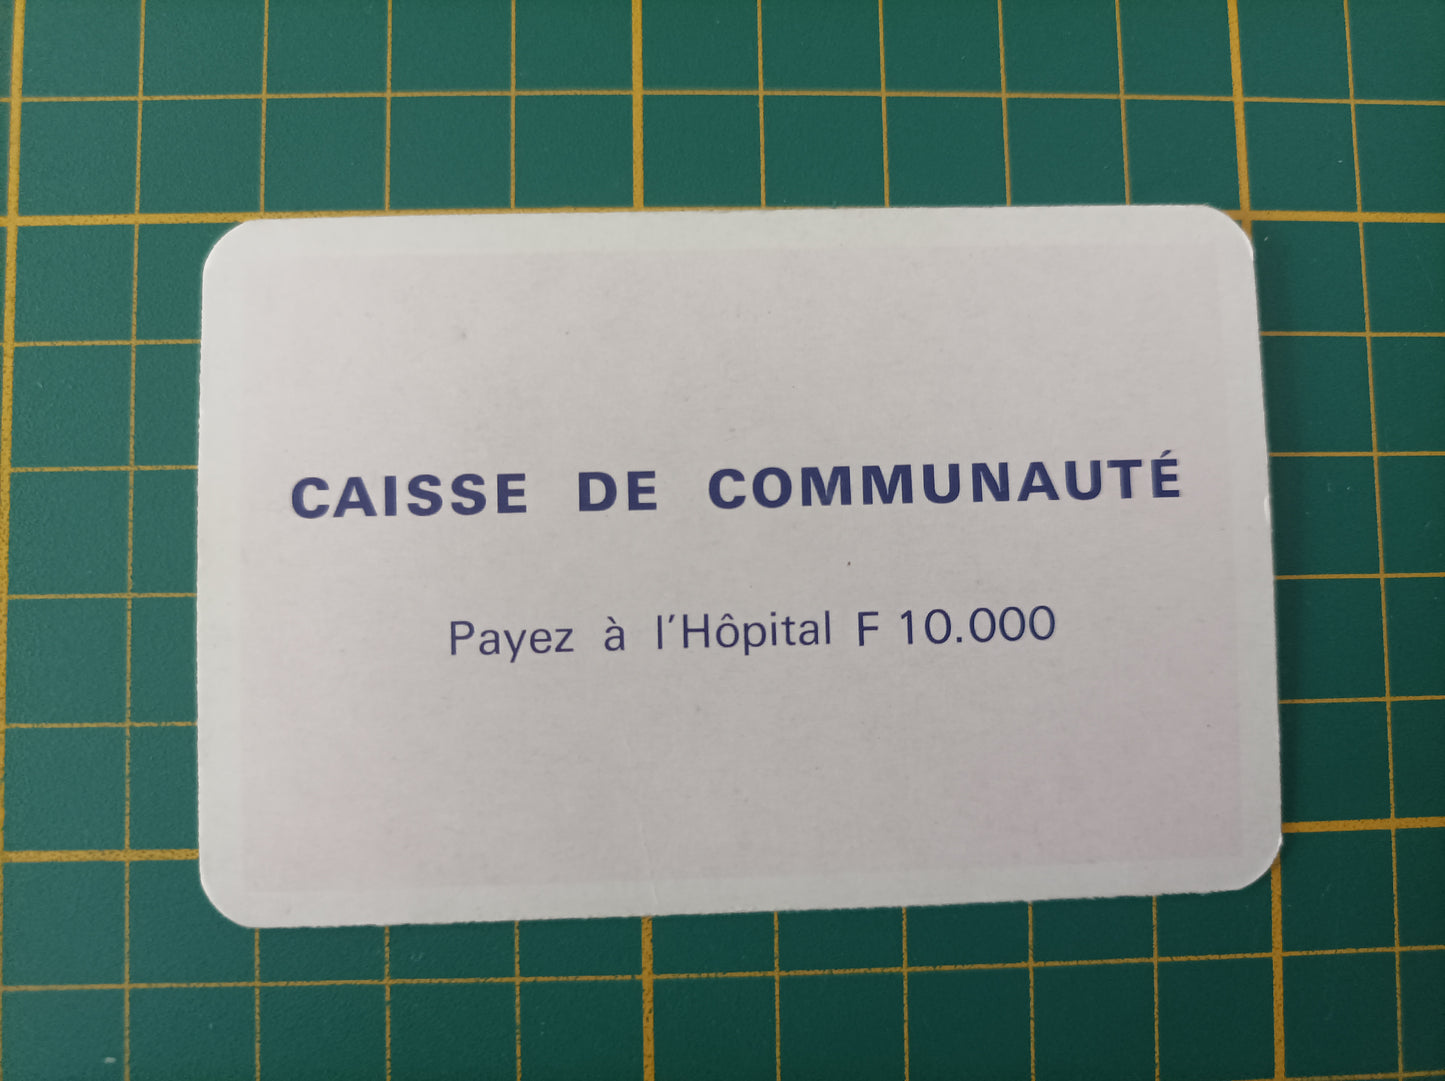 CAISSE DE COMMUNAUTÉ
Payez à l'Hôpital F 10.000